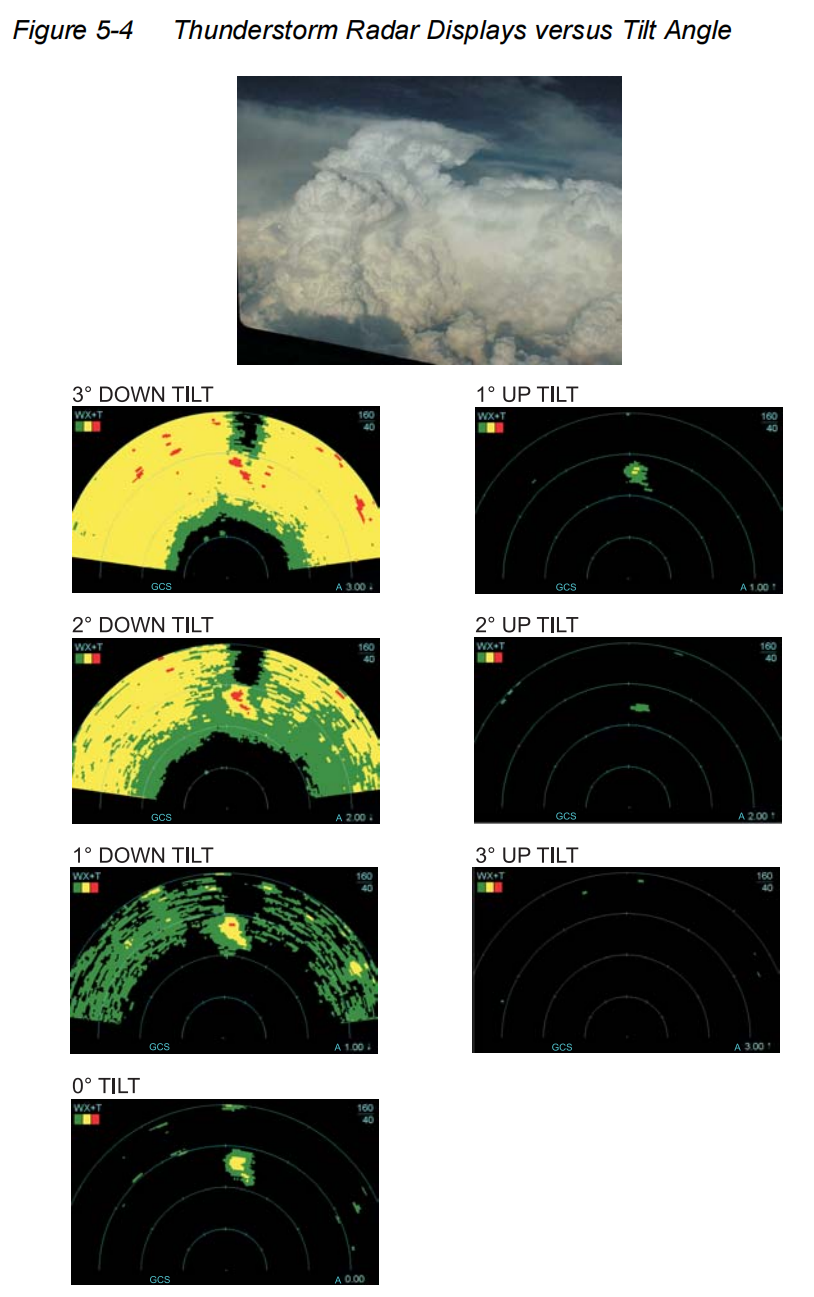 Figure 5-4 Thunderstorm Radar Displays versus Tilt Angle
3° DOWN TILT
WX+T
160
40
GCS
A 3.00 ↓
1° UP TILT
WX+T
160
40
GCS
A 1.00 ↑
2° DOWN TILT
WX+T
160
40
GCS
A 2.00 ↓
2° UP TILT
WX+T
160
40
GCS
A 2.00 ↑
1° DOWN TILT
WX+T
160
40
GCS
A 1.00 ↓
3° UP TILT
WX+T
160
40
GCS
A 3.00 ↑
0° TILT
WX+T
160
40
GCS
A 0.00